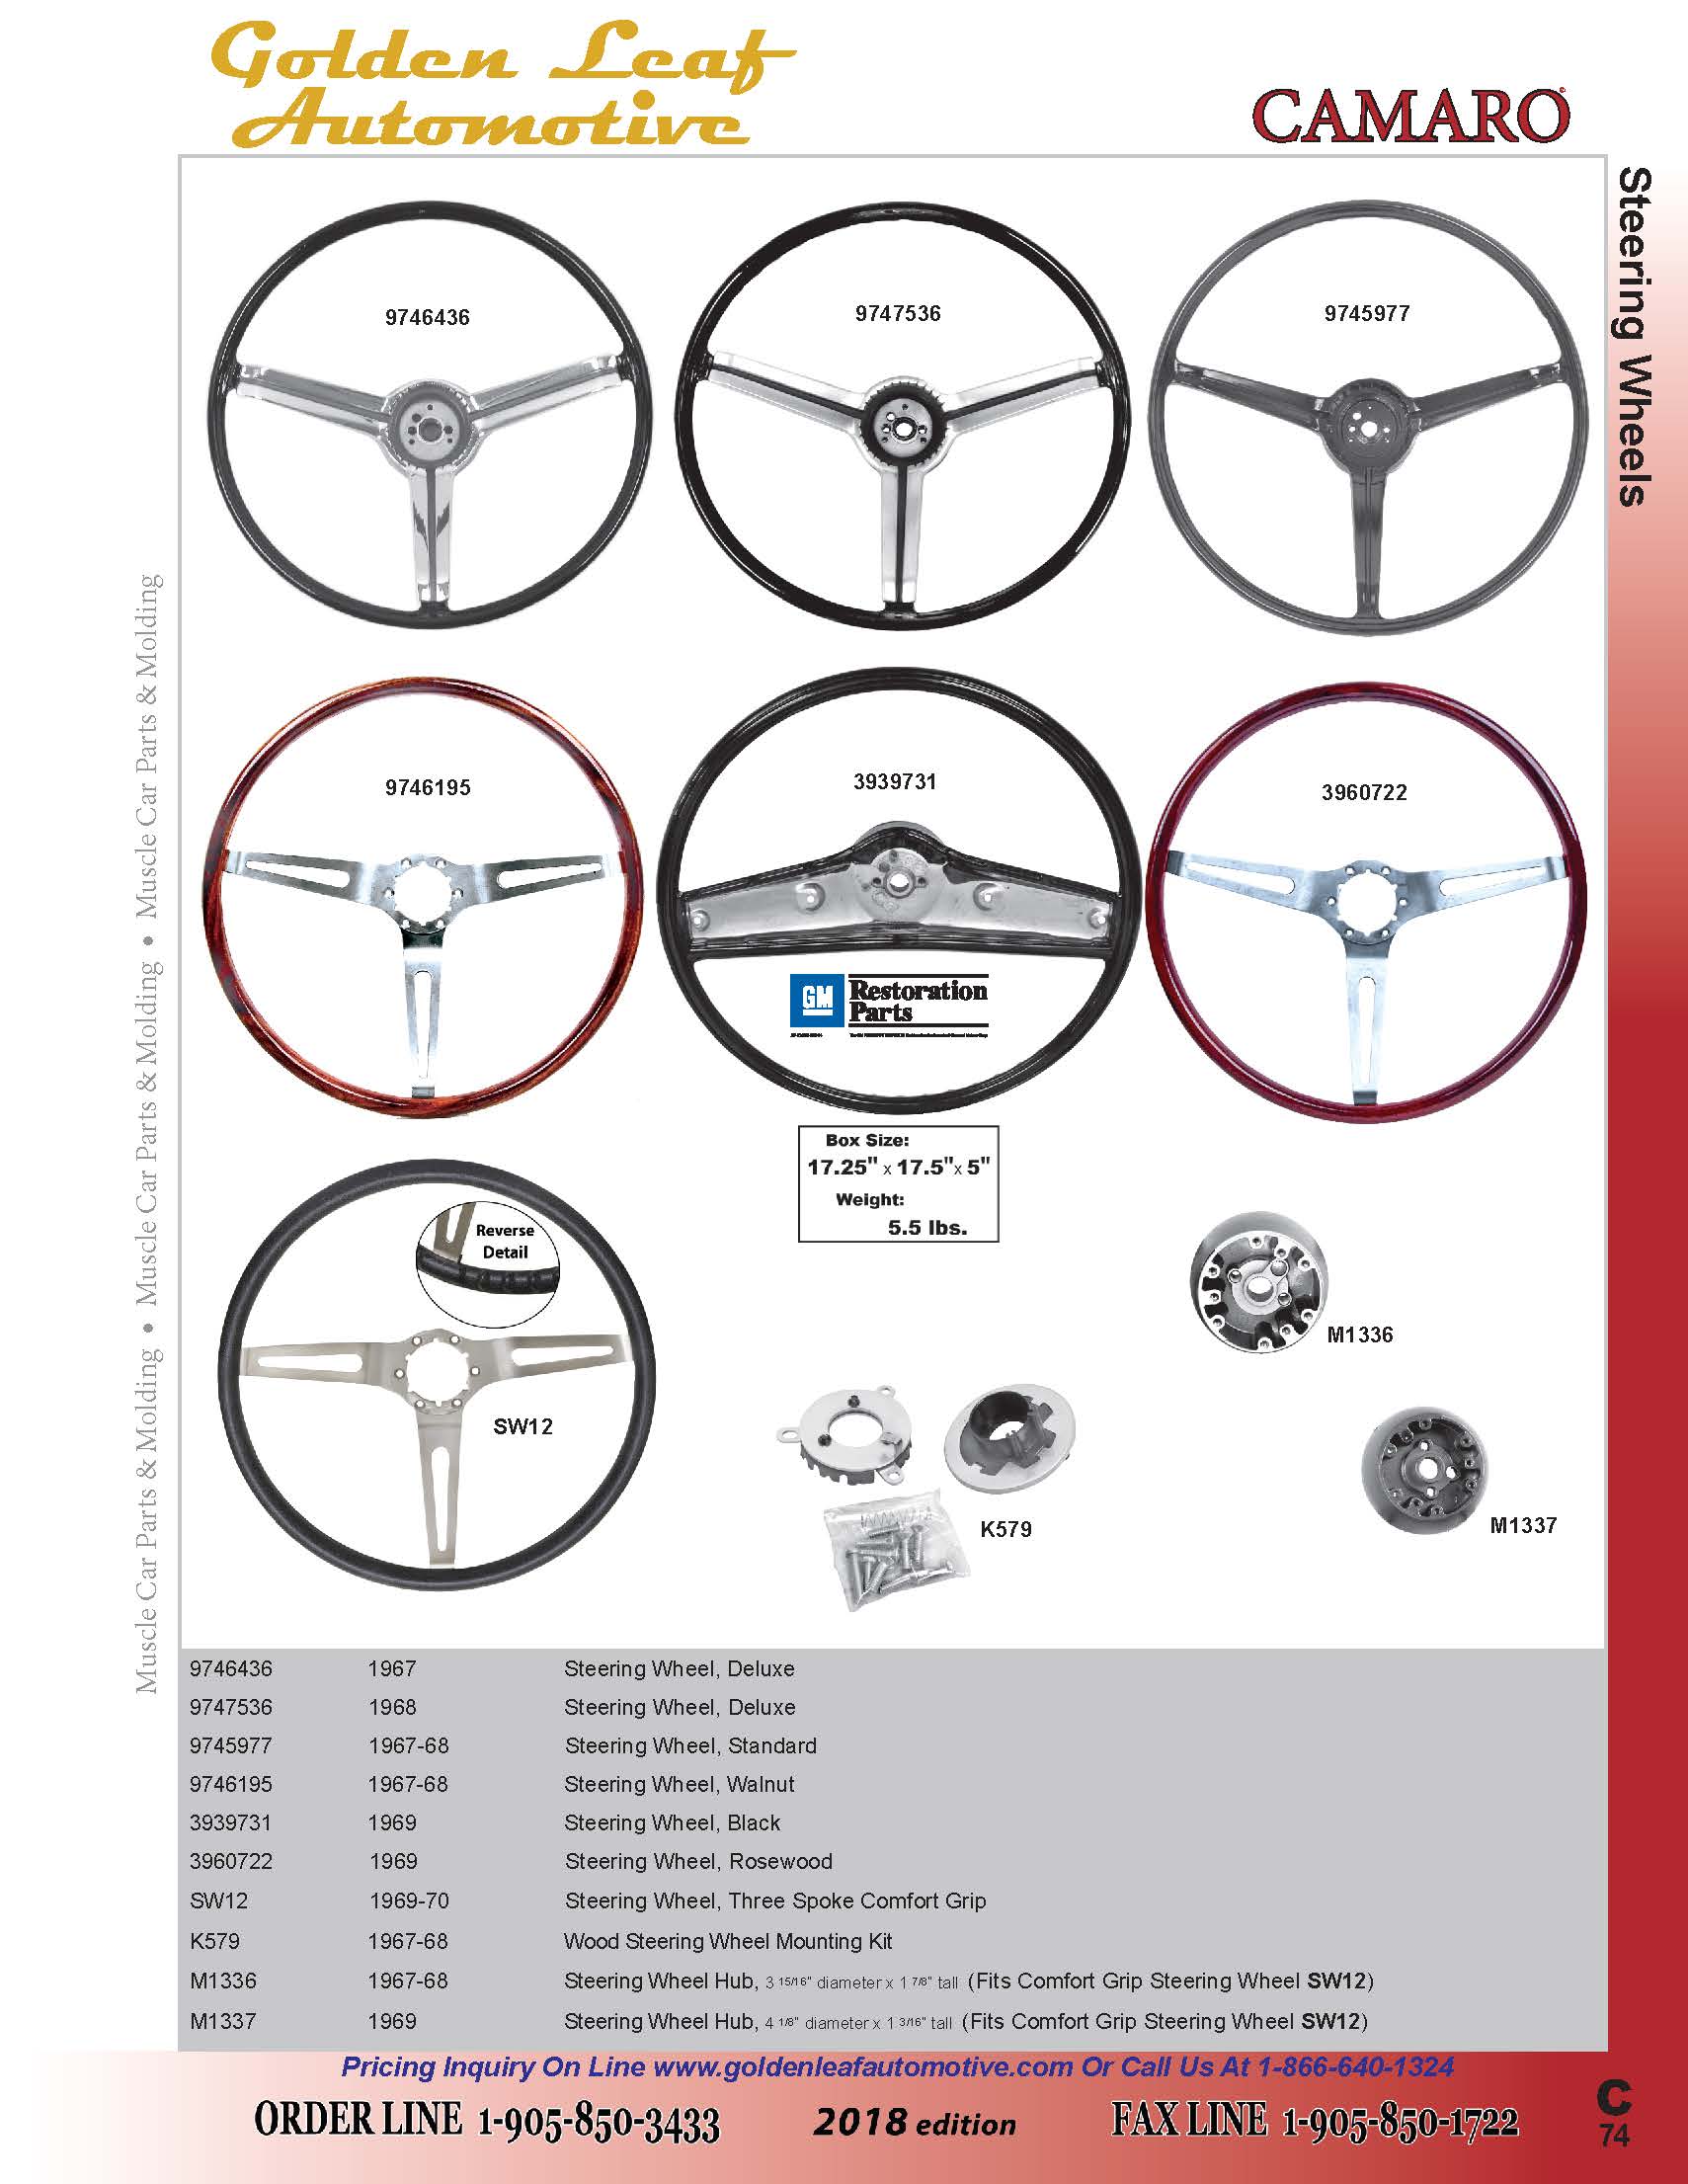 Golden Leaf
Automotive
CAMARO
Steering Wheels
Muscle Car Parts & Molding • Muscle Car Parts & Molding • Muscle Car Parts & Molding
9746436
9747536
9745977
9746195
3939731
3960722
GM Restoration
Parts
Box Size:
17.25" x 17.5"x 5"
Weight:
5.5 lbs.
Reverse
Detail
SW12
M1336
K579
M1337
9746436 1967 Steering Wheel, Deluxe
9747536 1968 Steering Wheel, Deluxe
9745977 1967-68 Steering Wheel, Standard
9746195 1967-68 Steering Wheel, Walnut
3939731 1969 Steering Wheel, Black
3960722 1969 Steering Wheel, Rosewood
SW12 1969-70 Steering Wheel, Three Spoke Comfort Grip
K579 1967-68 Wood Steering Wheel Mounting Kit
M1336 1967-68 Steering Wheel Hub, 3 15/16" diameter x 1 7/8" tall (Fits Comfort Grip Steering Wheel SW12)
M1337 1969 Steering Wheel Hub, 4 1/8" diameter x 1 3/16" tall (Fits Comfort Grip Steering Wheel SW12)
Pricing Inquiry On Line www.goldenleafautomotive.com Or Call Us At 1-866-640-1324
ORDER LINE 1-905-850-3433 2018 edition FAX LINE 1-905-850-1722
C
74